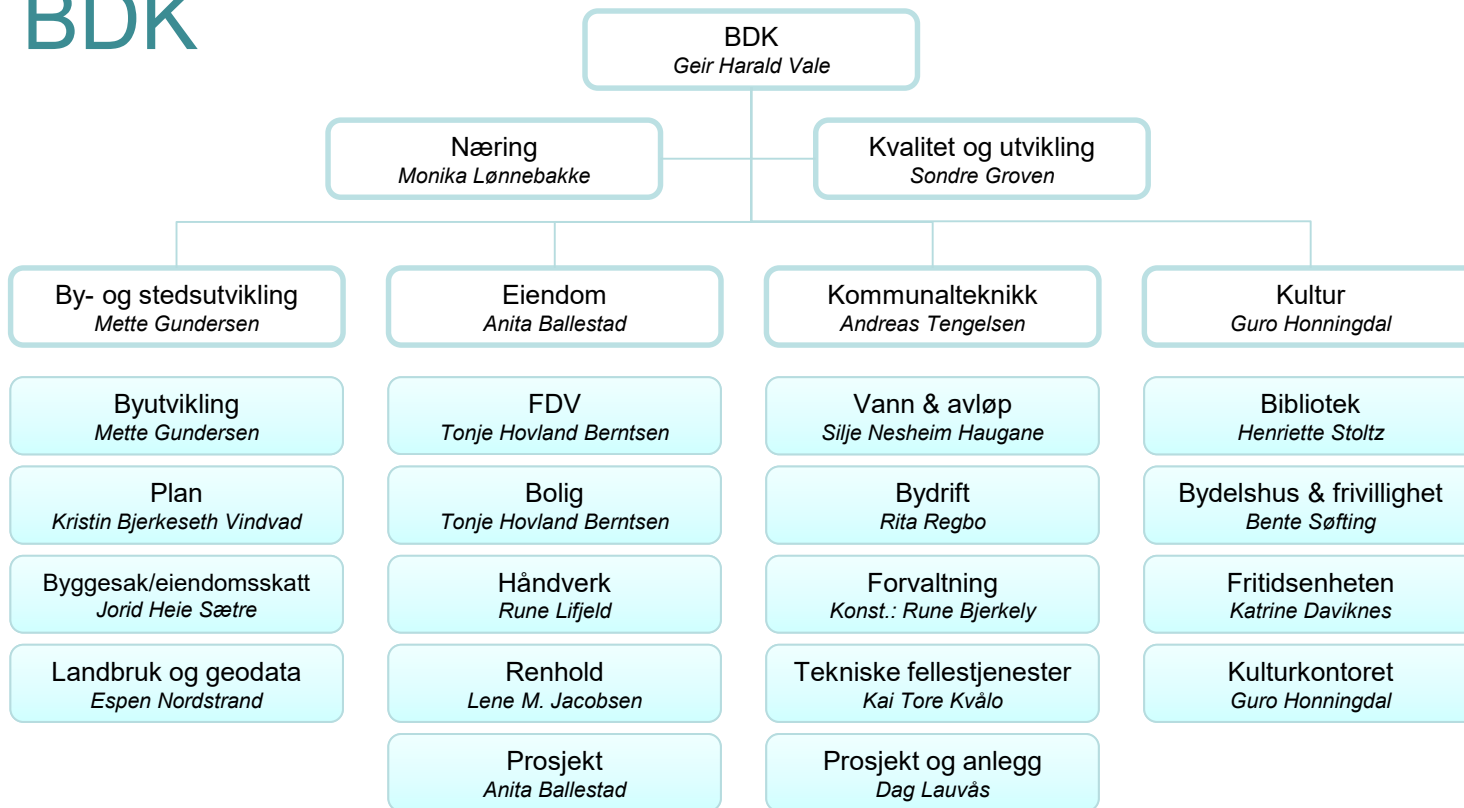 BDK
BDK
Geir Harald Vale
Næring
Monika Lønnebakke
Kvalitet og utvikling
Sondre Groven
By- og stedsutvikling
Mette Gundersen
Byutvikling
Mette Gundersen
Plan
Kristin Bjerkeseth Vindvad
Byggesak/eiendomsskatt
Jorid Heie Sætre
Landbruk og geodata
Espen Nordstrand
Eiendom
Anita Ballestad
FDV
Tonje Hovland Berntsen
Bolig
Tonje Hovland Berntsen
Håndverk
Rune Lifjeld
Renhold
Lene M. Jacobsen
Prosjekt
Anita Ballestad
Kommunalteknikk
Andreas Tengelsen
Vann & avløp
Silje Nesheim Haugane
Bydrift
Rita Regbo
Forvaltning
Konst.: Rune Bjerkely
Tekniske fellestjenester
Kai Tore Kvålo
Prosjekt og anlegg
Dag Lauvås
Kultur
Guro Honningdal
Bibliotek
Henriette Stoltz
Bydelshus & frivillighet
Bente Søfting
Fritidsenheten
Katrine Daviknes
Kulturkontoret
Guro Honningdal